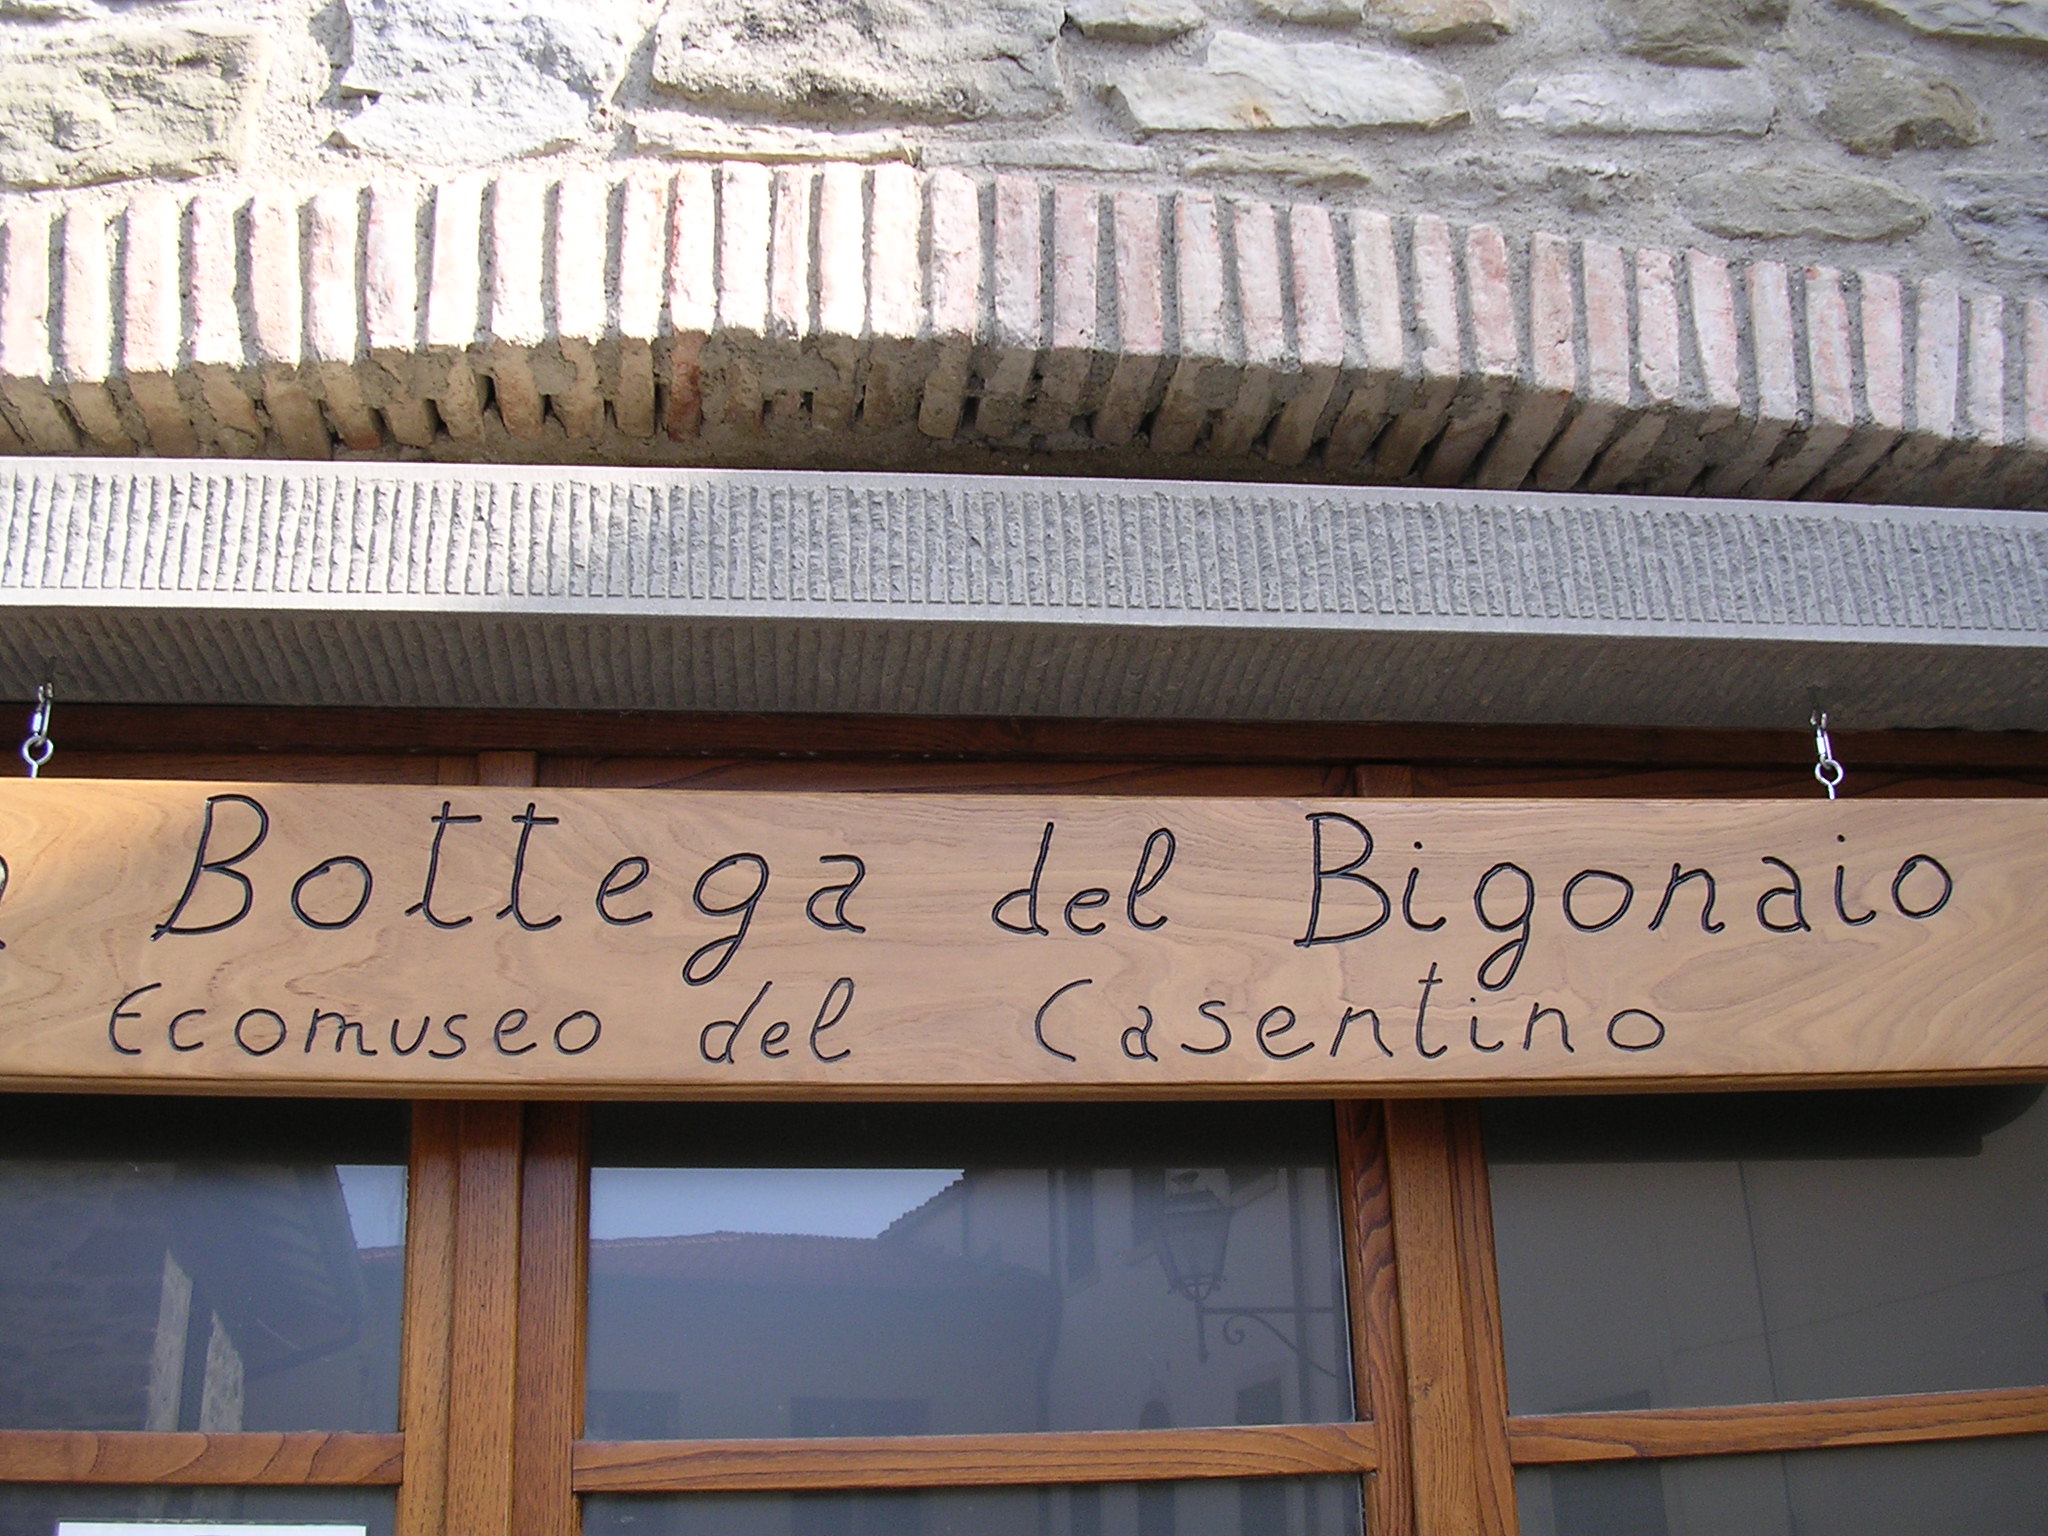 Bottega del Bigonaio
Ecomuseo del Casentino